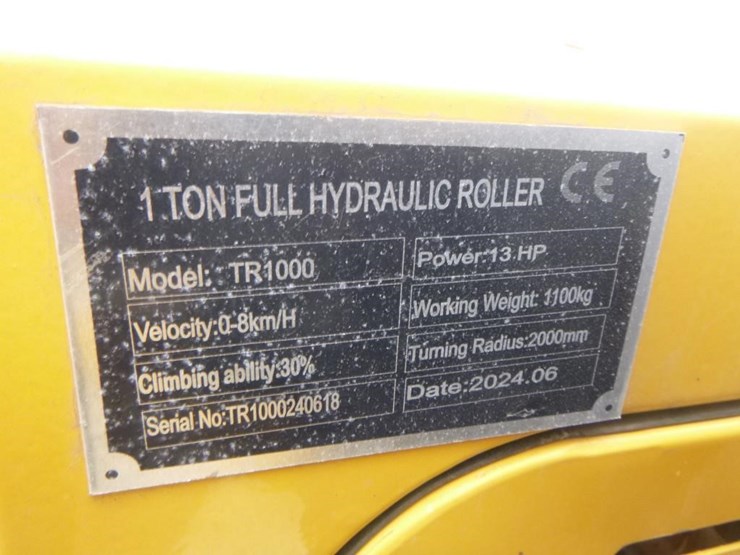 1 TON FULL HYDRAULIC ROLLER CE
Model: TR1000
Power:13 HP
Velocity:0-8km/H
Working Weight: 1100kg
Climbing ability:30%
Turning Radius:2000mm
Serial No:TR1000240618
Date:2024.06